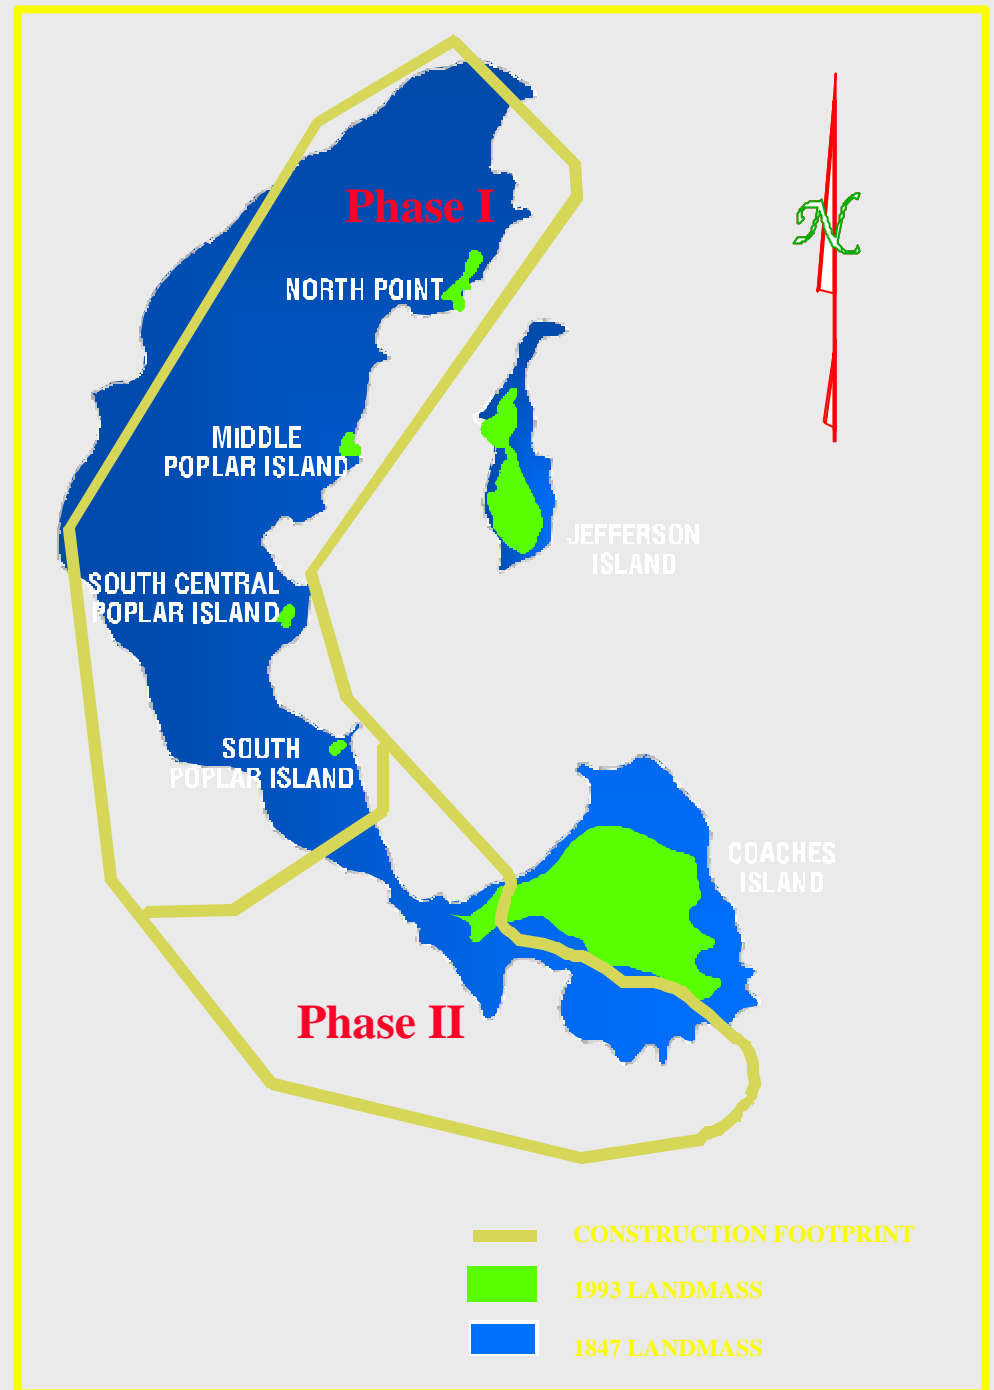 Phase I
N
NORTH POINT
MIDDLE
POPLAR ISLAND
JEFFERSON
ISLAND
SOUTH CENTRAL
POPLAR ISLAND
SOUTH
POPLAR ISLAND
COACHES
ISLAND
Phase II
CONSTRUCTION FOOTPRINT
1993 LANDMASS
1847 LANDMASS